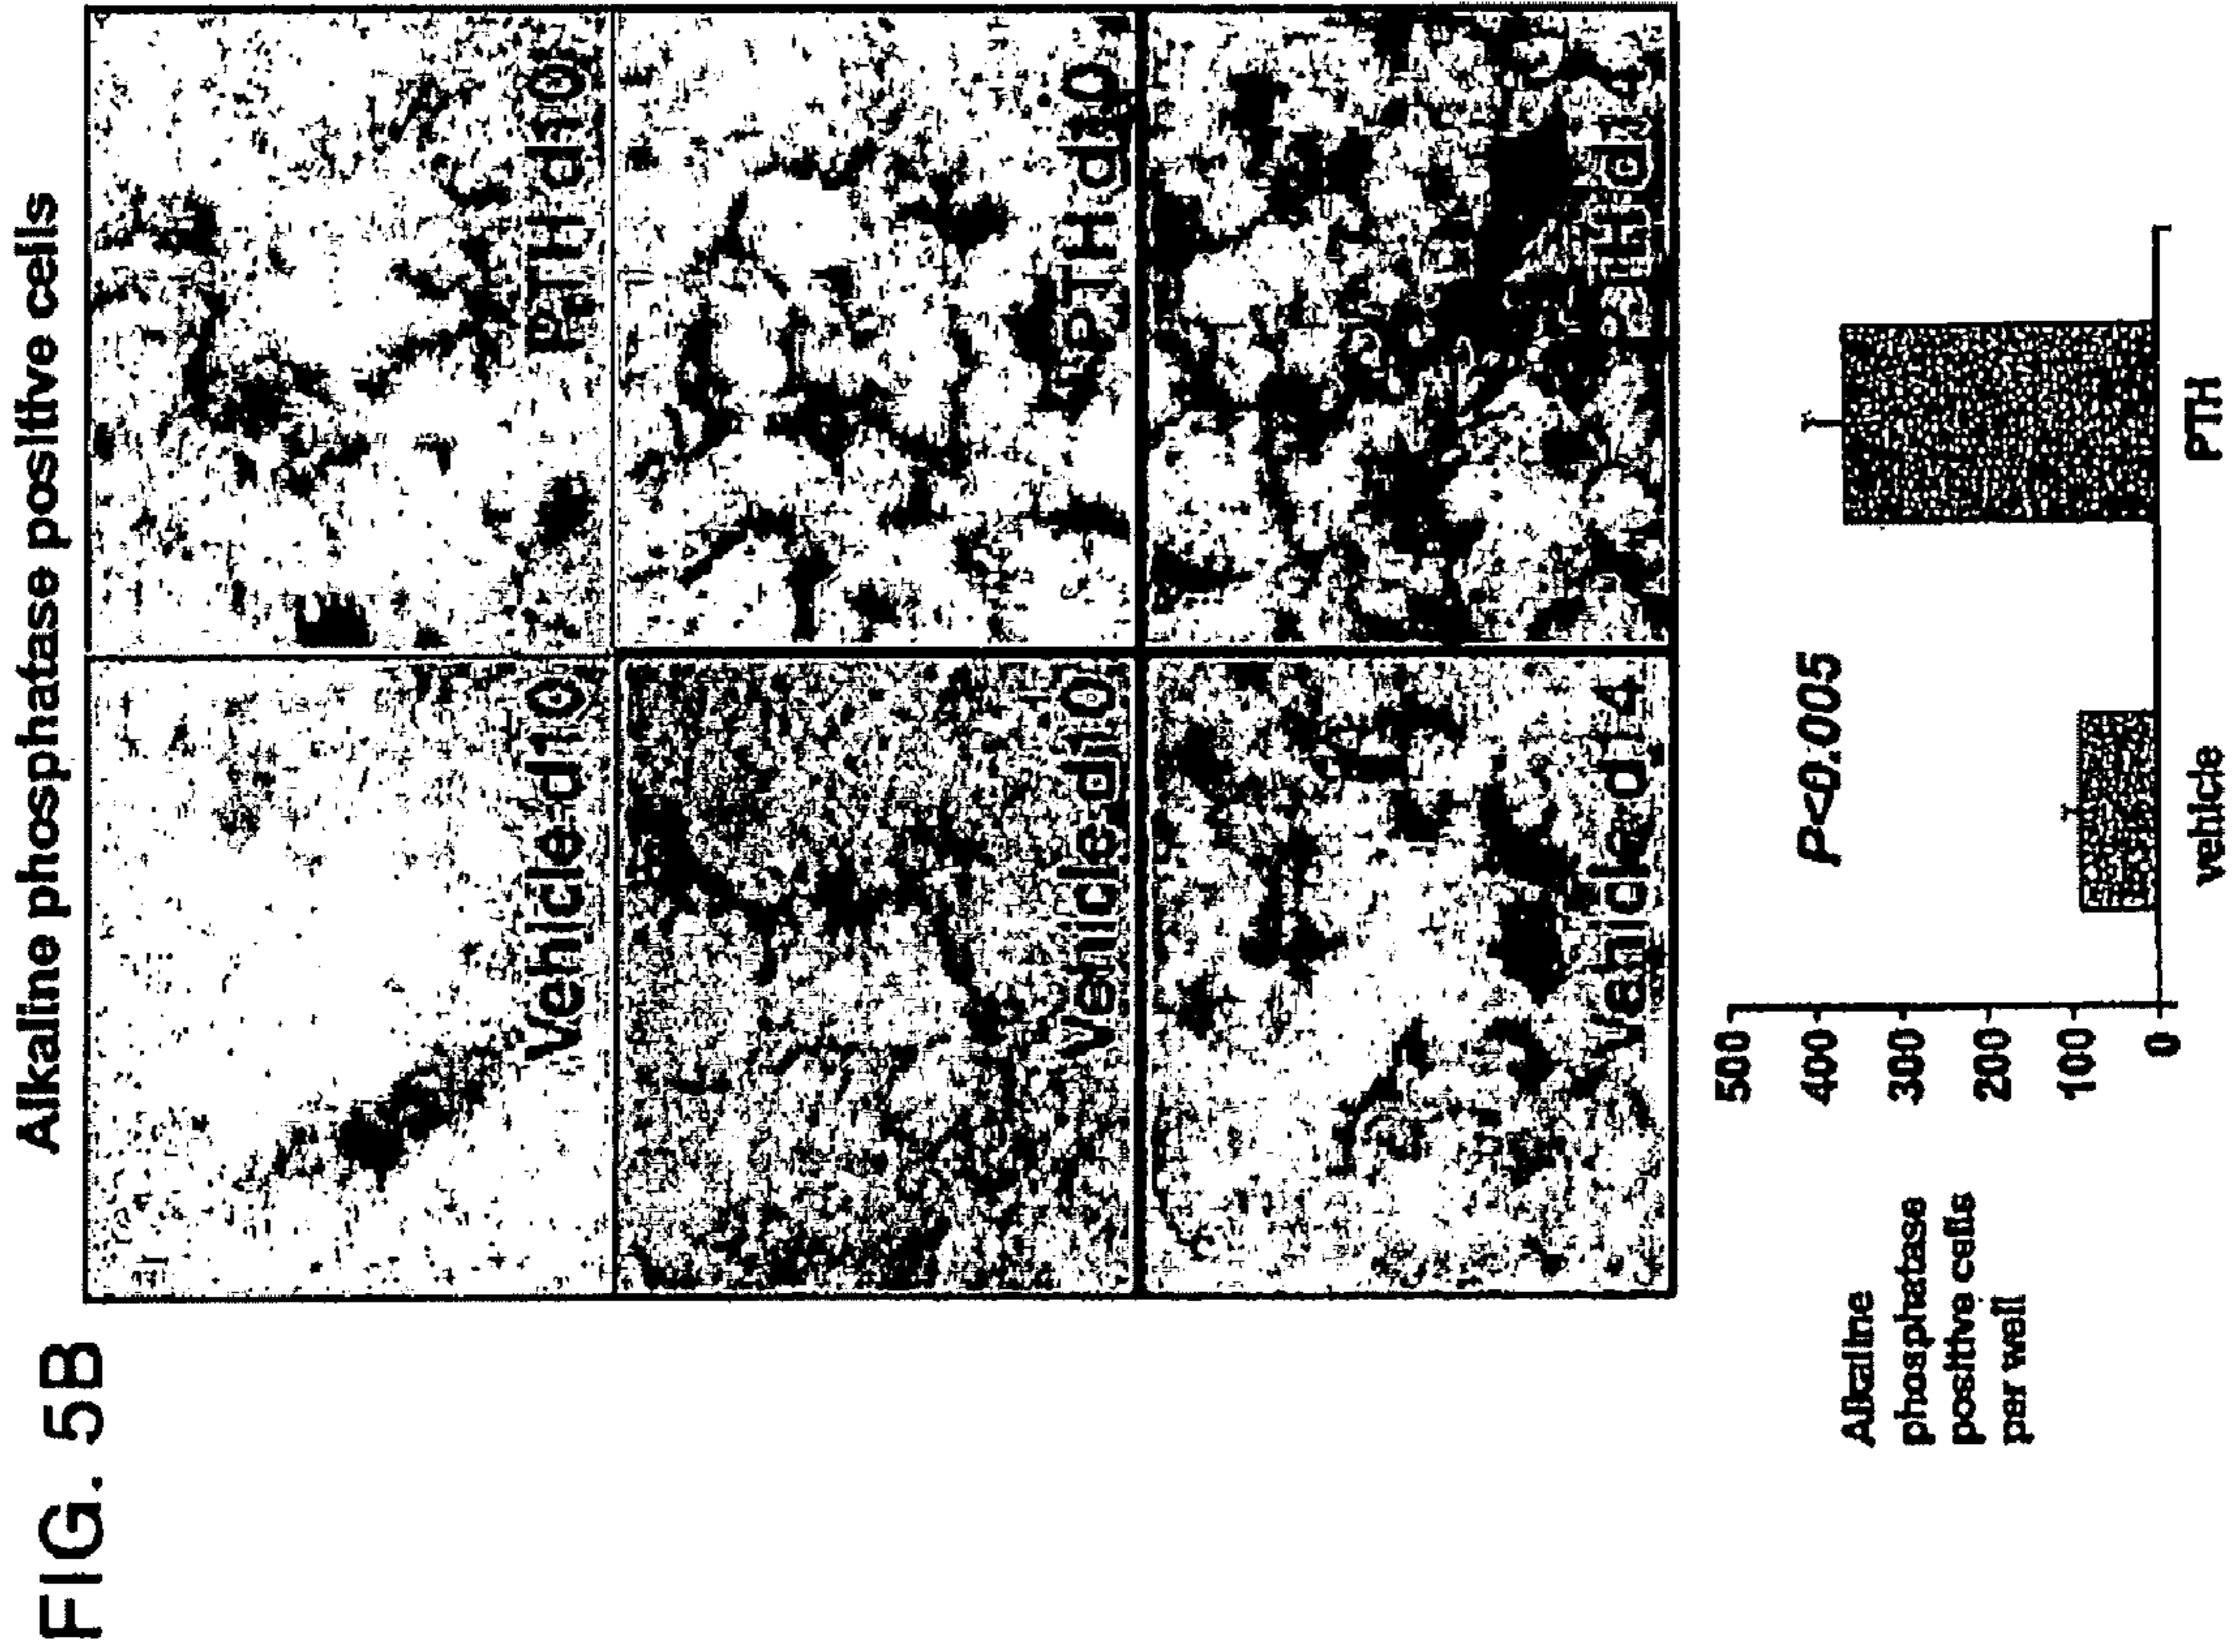 FIG. 5B
Alkaline phosphatase positive cells
Vehicle d10
PTH d10
Vehicle d10
PTH d10
Vehicle d14
PTH d14
Alkaline
phosphatase
positive cells
per well
500
400
300
200
100
0
P<0.005
vehicle
PTH